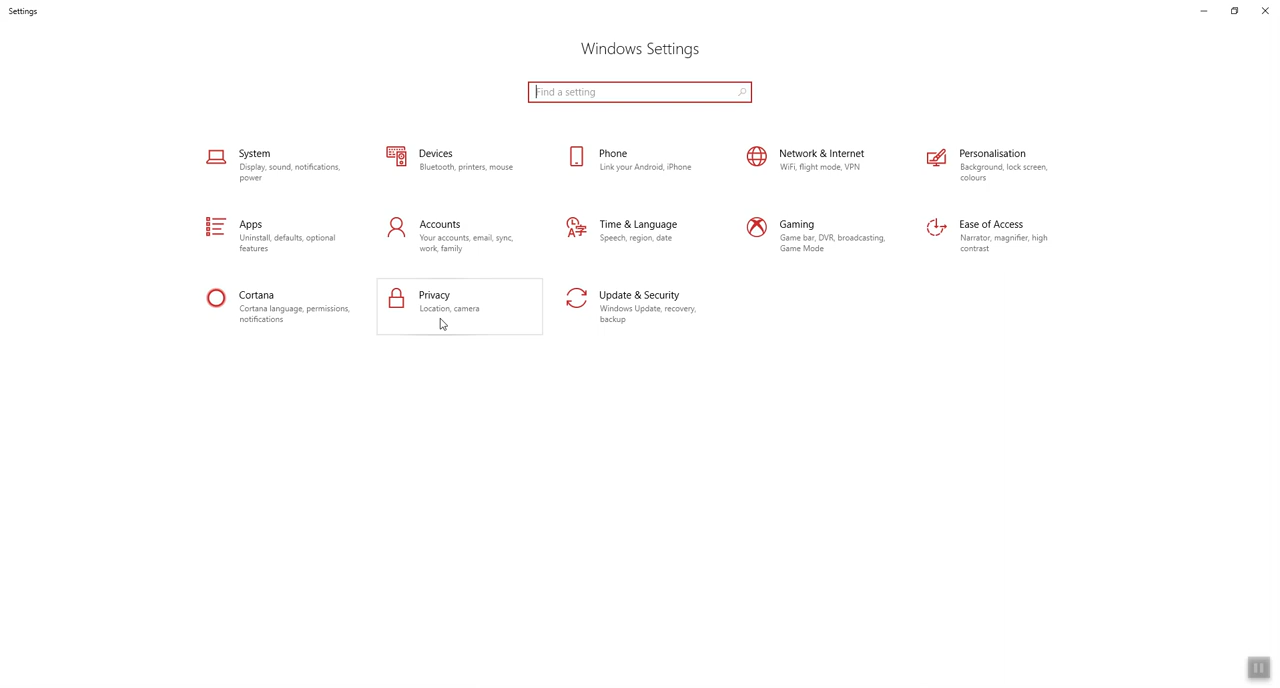 Settings
Windows Settings
Find a setting
System
Display, sound, notifications,
power
Devices
Bluetooth, printers, mouse
Phone
Link your Android, iPhone
Network & Internet
WiFi, flight mode, VPN
Personalisation
Background, lock screen,
colours
Apps
Uninstall, defaults, optional
features
Accounts
Your accounts, email, sync,
work, family
Time & Language
Speech, region, date
Gaming
Game bar, DVR, broadcasting,
Game Mode
Ease of Access
Narrator, magnifier, high
contrast
Cortana
Cortana language, permissions,
notifications
Privacy
Location, camera
Update & Security
Windows Update, recovery,
backup